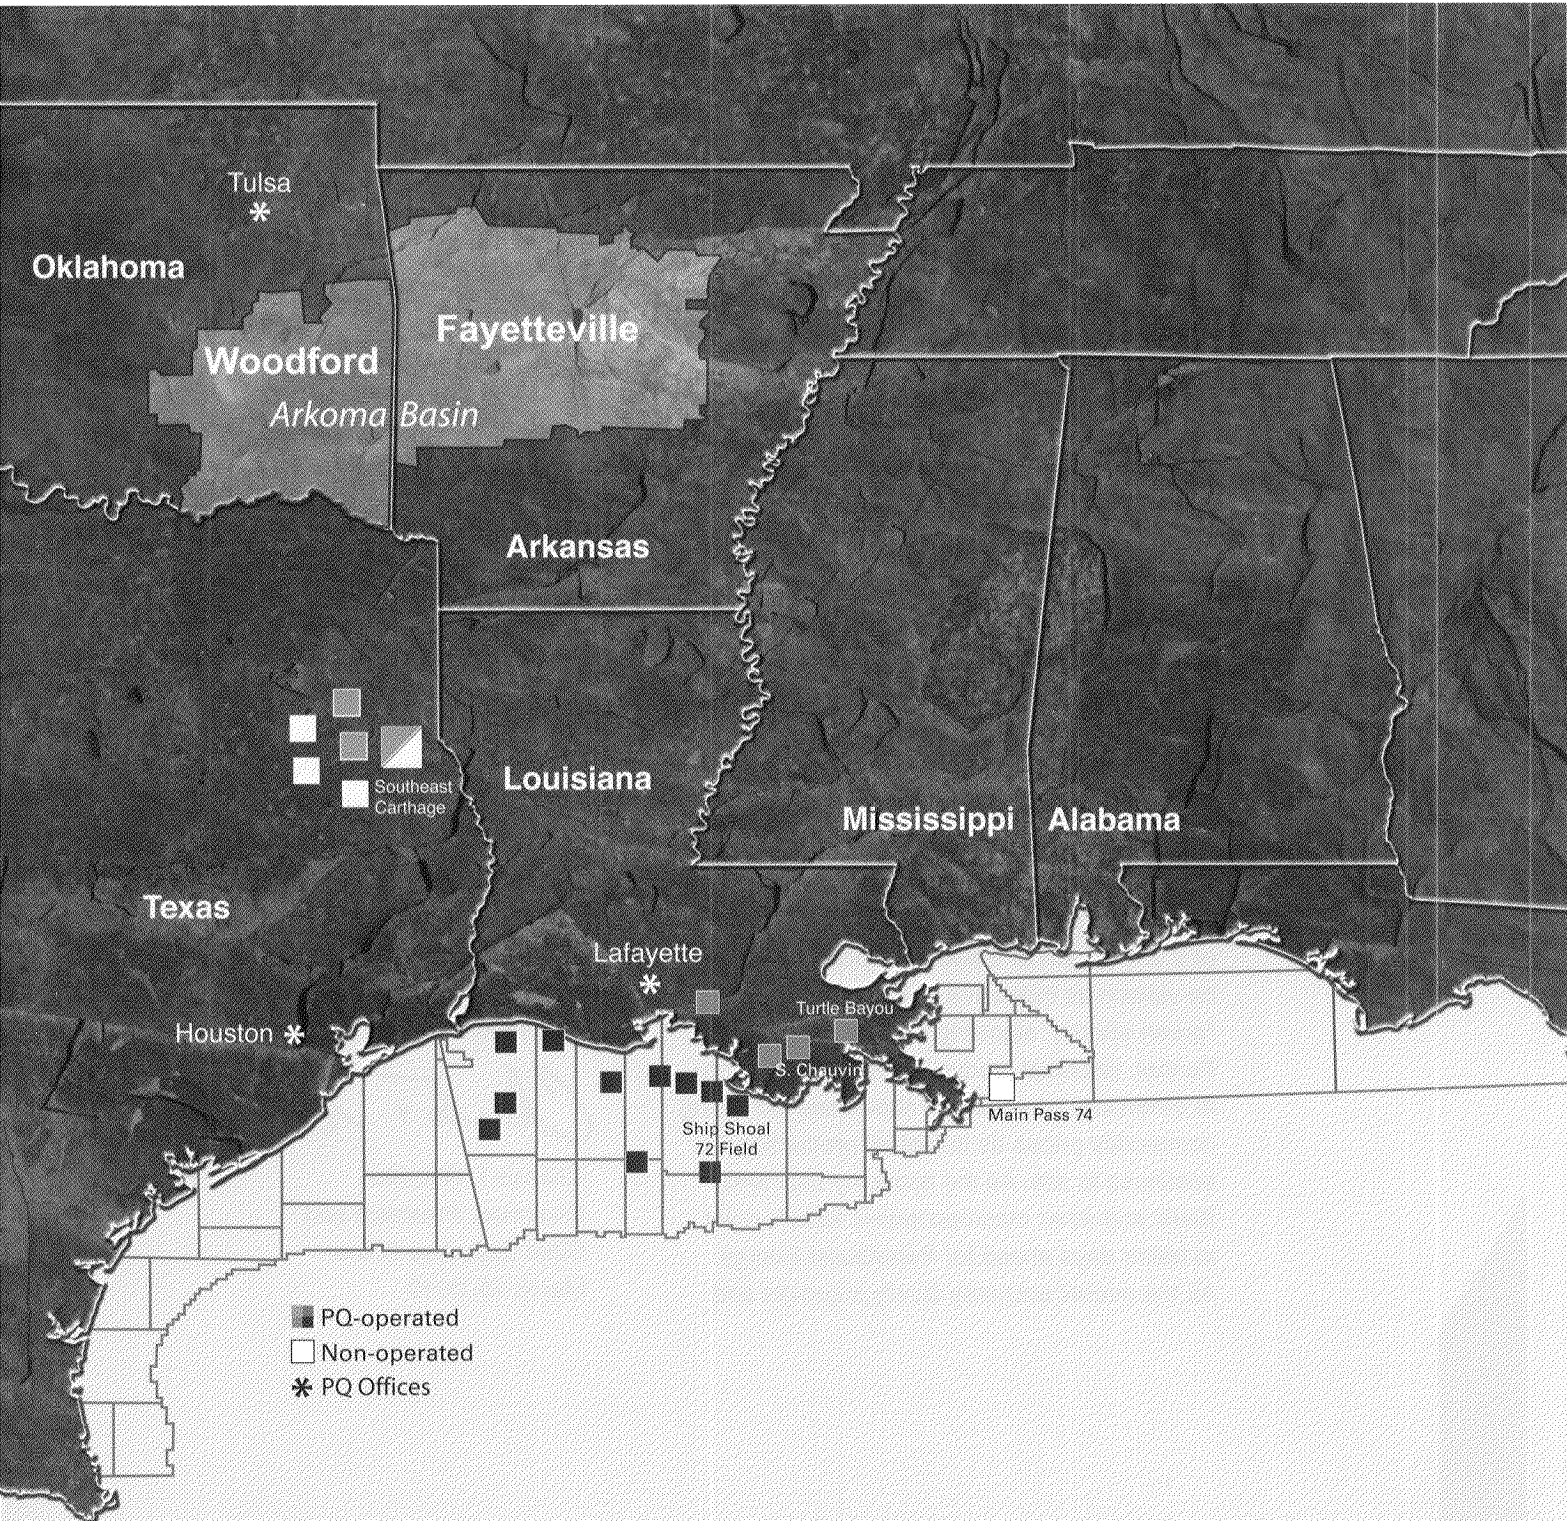 Tulsa
Oklahoma
Fayetteville
Woodford
Arkoma Basin
Arkansas
Southeast
Carthage
Louisiana
Mississippi
Alabama
Texas
Lafayette
Turtle Bayou
Houston
S. Chauvin
Main Pass 74
Ship Shoal
72 Field
PQ-operated
Non-operated
PQ Offices